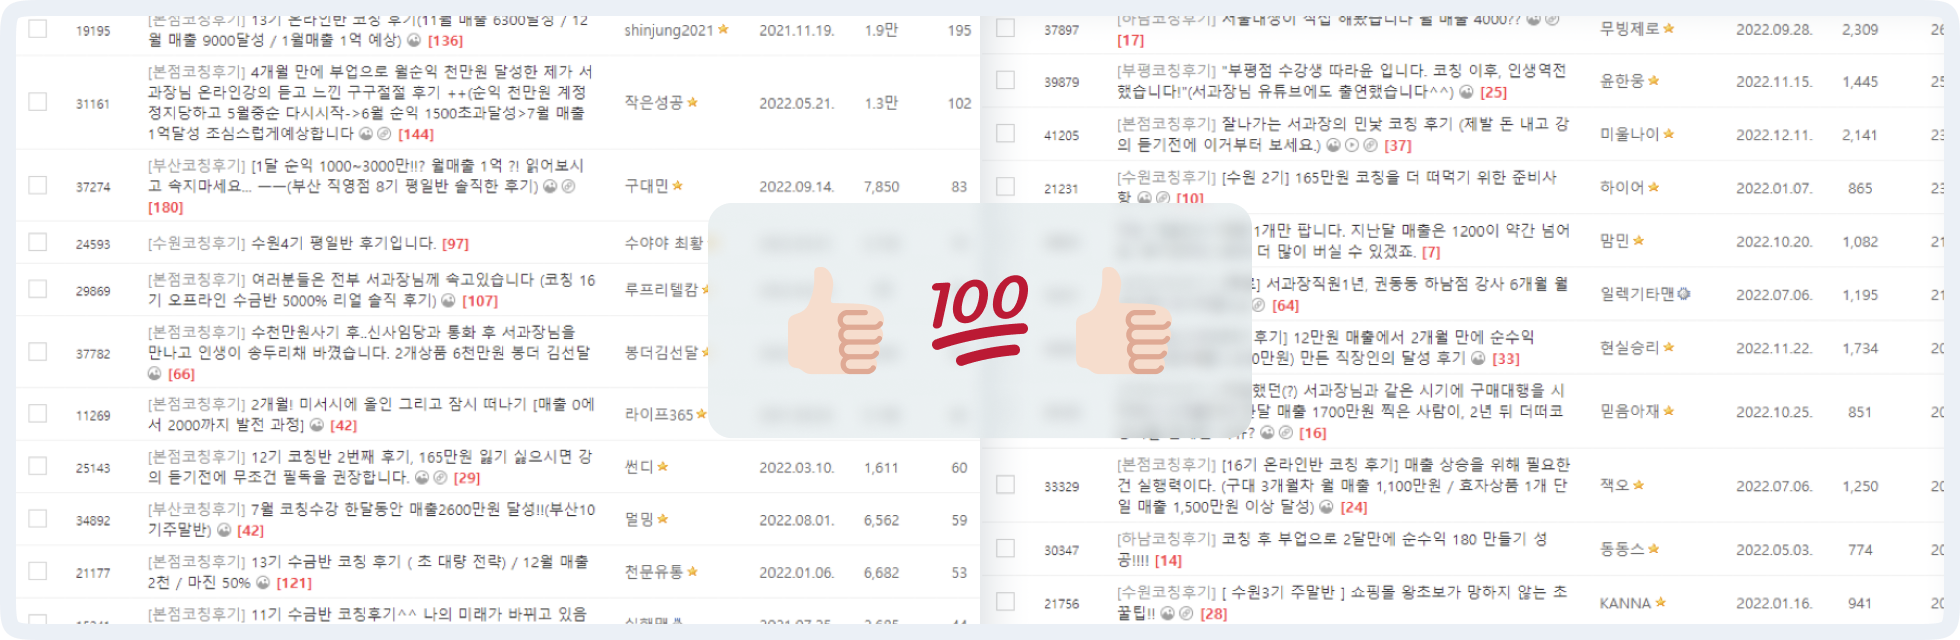 19195 [본점코칭후기] 13기 온라인반 코칭 후기(11월 매출 6300달성 / 12 shinjung2021 2021.11.19. 1.9만 195
월 매출 9000달성 / 1월매출 1억 예상) [136]
[본점코칭후기] 4개월 만에 부업으로 월순익 천만원 달성한 제가 서
31161 과장님 온라인강의 듣고 느낀 구구절절 후기 ++(순익 천만원 계정 작은성공 2022.05.21. 1.3만 102
정지당하고 5월중순 다시시작->6월 순익 1500초과달성>7월 매출
1억달성 조심스럽게예상합니다 [144]
[부산코칭후기] [1달 순익 1000~3000만!!? 월매출 1억 ?! 읽어보시
37274 고 속지마세요... ㅡㅡ(부산 직영점 8기 평일반 솔직한 후기) 구대민 2022.09.14. 7,850 83
[180]
24593 [수원코칭후기] 수원4기 평일반 후기입니다. [97] 수야야 최황
29869 [본점코칭후기] 여러분들은 전부 서과장님께 속고있습니다 (코칭 16 루프리텔캄
기 오프라인 수금반 5000% 리얼 솔직 후기) [107]
[본점코칭후기] 수천만원사기 후..신사임당과 통화 후 서과장님을
37782 만나고 인생이 송두리채 바꼈습니다. 2개상품 6천만원 봉더 김선달 봉더김선달
[66]
11269 [본점코칭후기] 2개월! 미서시에 올인 그리고 잠시 떠나기 [매출 0에 라이프365
서 2000까지 발전 과정] [42]
25143 [본점코칭후기] 12기 코칭반 2번째 후기, 165만원 잃기 싫으시면 강 썬디 2022.03.10. 1,611 60
의 듣기전에 무조건 필독을 권장합니다. [29]
34892 [부산코칭후기] 7월 코칭수강 한달동안 매출2600만원 달성!!(부산10 멀밍 2022.08.01. 6,562 59
기주말반) [42]
21177 [본점코칭후기] 13기 수금반 코칭 후기 ( 초 대량 전략) / 12월 매출 천문유통 2022.01.06. 6,682 53
2천 / 마진 50% [121]
[본점코칭후기] 11기 수금반 코칭후기^^ 나의 미래가 바뀌고 있음
37897 [하남코칭후기] 서울대생이 직접 해봤습니다 월 매출 4000?? 무빙제로 2022.09.28. 2,309
[17]
39879 [부평코칭후기] "부평점 수강생 따라윤 입니다. 코칭 이후, 인생역전 윤한웅 2022.11.15. 1,445
했습니다!"(서과장님 유튜브에도 출연했습니다^^) [25]
41205 [본점코칭후기] 잘나가는 서과장의 민낯 코칭 후기 (제발 돈 내고 강 미울나이 2022.12.11. 2,141
의 듣기전에 이거부터 보세요.) [37]
21231 [수원코칭후기] [수원 2기] 165만원 코칭을 더 떠먹기 위한 준비사 하이어 2022.01.07. 865
항 [10]
1개만 팝니다. 지난달 매출은 1200이 약간 넘어 맘민 2022.10.20. 1,082
더 많이 버실 수 있겠죠. [7]
서과장직원1년, 권동동 하남점 강사 6개월 월 일렉기타맨 2022.07.06. 1,195
[64]
후기] 12만원 매출에서 2개월 만에 순수익 현실승리 2022.11.22. 1,734
만원) 만든 직장인의 달성 후기 [33]
했던(?) 서과장님과 같은 시기에 구매대행을 시
매출 1700만원 찍은 사람이, 2년 뒤 더떠코 믿음아재 2022.10.25. 851
[16]
[본점코칭후기] [16기 온라인반 코칭 후기] 매출 상승을 위해 필요한
33329 건 실행력이다. (구대 3개월차 월 매출 1,100만원 / 효자상품 1개 단 잭오 2022.07.06. 1,250
일 매출 1,500만원 이상 달성) [24]
30347 [하남코칭후기] 코칭 후 부업으로 2달만에 순수익 180 만들기 성 동동스 2022.05.03. 774
공!!!! [14]
21756 [수원코칭후기] [ 수원3기 주말반 ] 쇼핑몰 왕초보가 망하지 않는 초 KANNA 2022.01.16. 941
꿀팁!! [28]
100